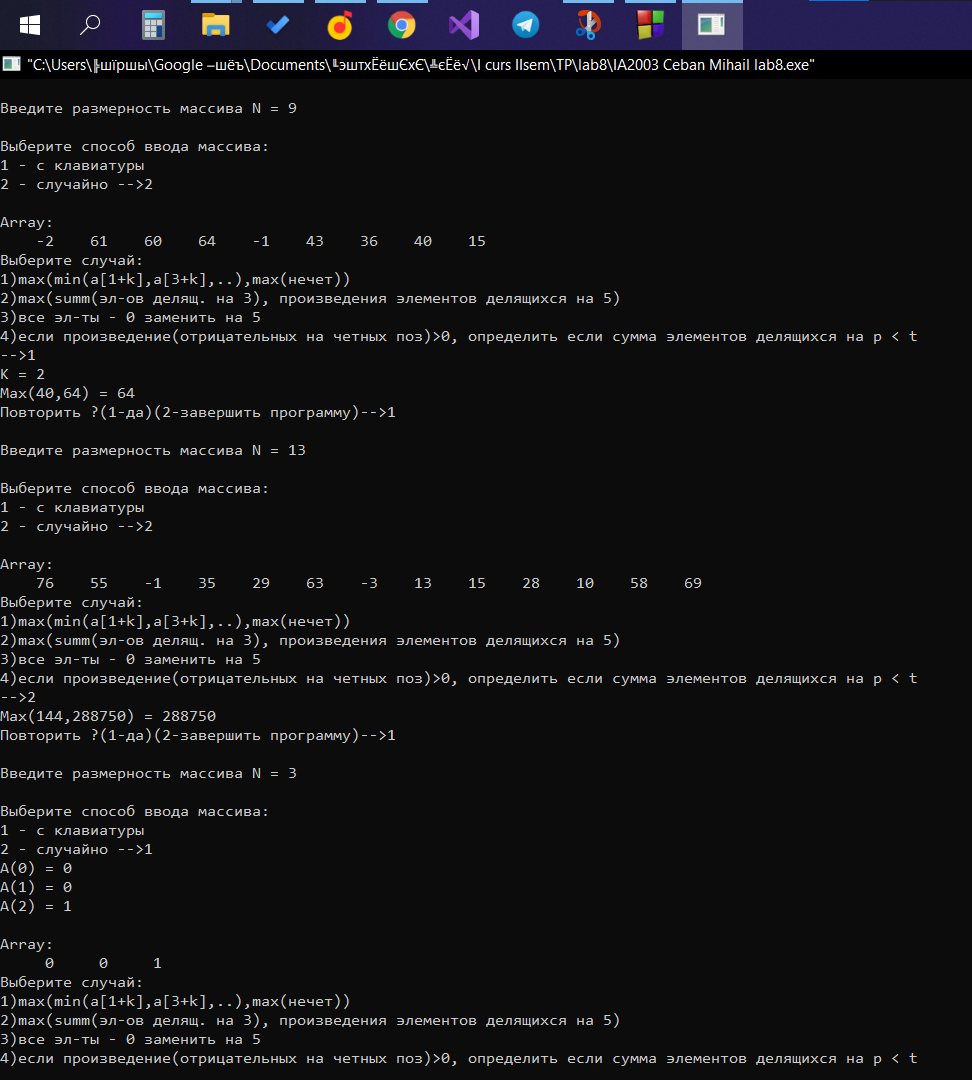 "C:\Users\╠шїршы\Google –шёъ\Documents\╙эштхЁёшЄхЄ\╩єЁё√\I curs IIsem\TP\lab8\IA2003 Ceban Mihail lab8.exe"
Введите размерность массива N = 9
Выберите способ ввода массива:
1 - с клавиатуры
2 - случайно -->2
Array:
-2 61 60 64 -1 43 36 40 15
Выберите случай:
1)max(min(a[1+k],a[3+k],..),max(нечет))
2)max(summ(эл-ов делящ. на 3), произведения элементов делящихся на 5)
3)все эл-ты - 0 заменить на 5
4)если произведение(отрицательных на четных поз)>0, определить если сумма элементов делящихся на p < t
-->1
K = 2
Max(40,64) = 64
Повторить ?(1-да)(2-завершить программу)-->1
Введите размерность массива N = 13
Выберите способ ввода массива:
1 - с клавиатуры
2 - случайно -->2
Array:
76 55 -1 35 29 63 -3 13 15 28 10 58 69
Выберите случай:
1)max(min(a[1+k],a[3+k],..),max(нечет))
2)max(summ(эл-ов делящ. на 3), произведения элементов делящихся на 5)
3)все эл-ты - 0 заменить на 5
4)если произведение(отрицательных на четных поз)>0, определить если сумма элементов делящихся на p < t
-->2
Max(144,288750) = 288750
Повторить ?(1-да)(2-завершить программу)-->1
Введите размерность массива N = 3
Выберите способ ввода массива:
1 - с клавиатуры
2 - случайно -->1
A(0) = 0
A(1) = 0
A(2) = 1
Array:
0 0 1
Выберите случай:
1)max(min(a[1+k],a[3+k],..),max(нечет))
2)max(summ(эл-ов делящ. на 3), произведения элементов делящихся на 5)
3)все эл-ты - 0 заменить на 5
4)если произведение(отрицательных на четных поз)>0, определить если сумма элементов делящихся на p < t